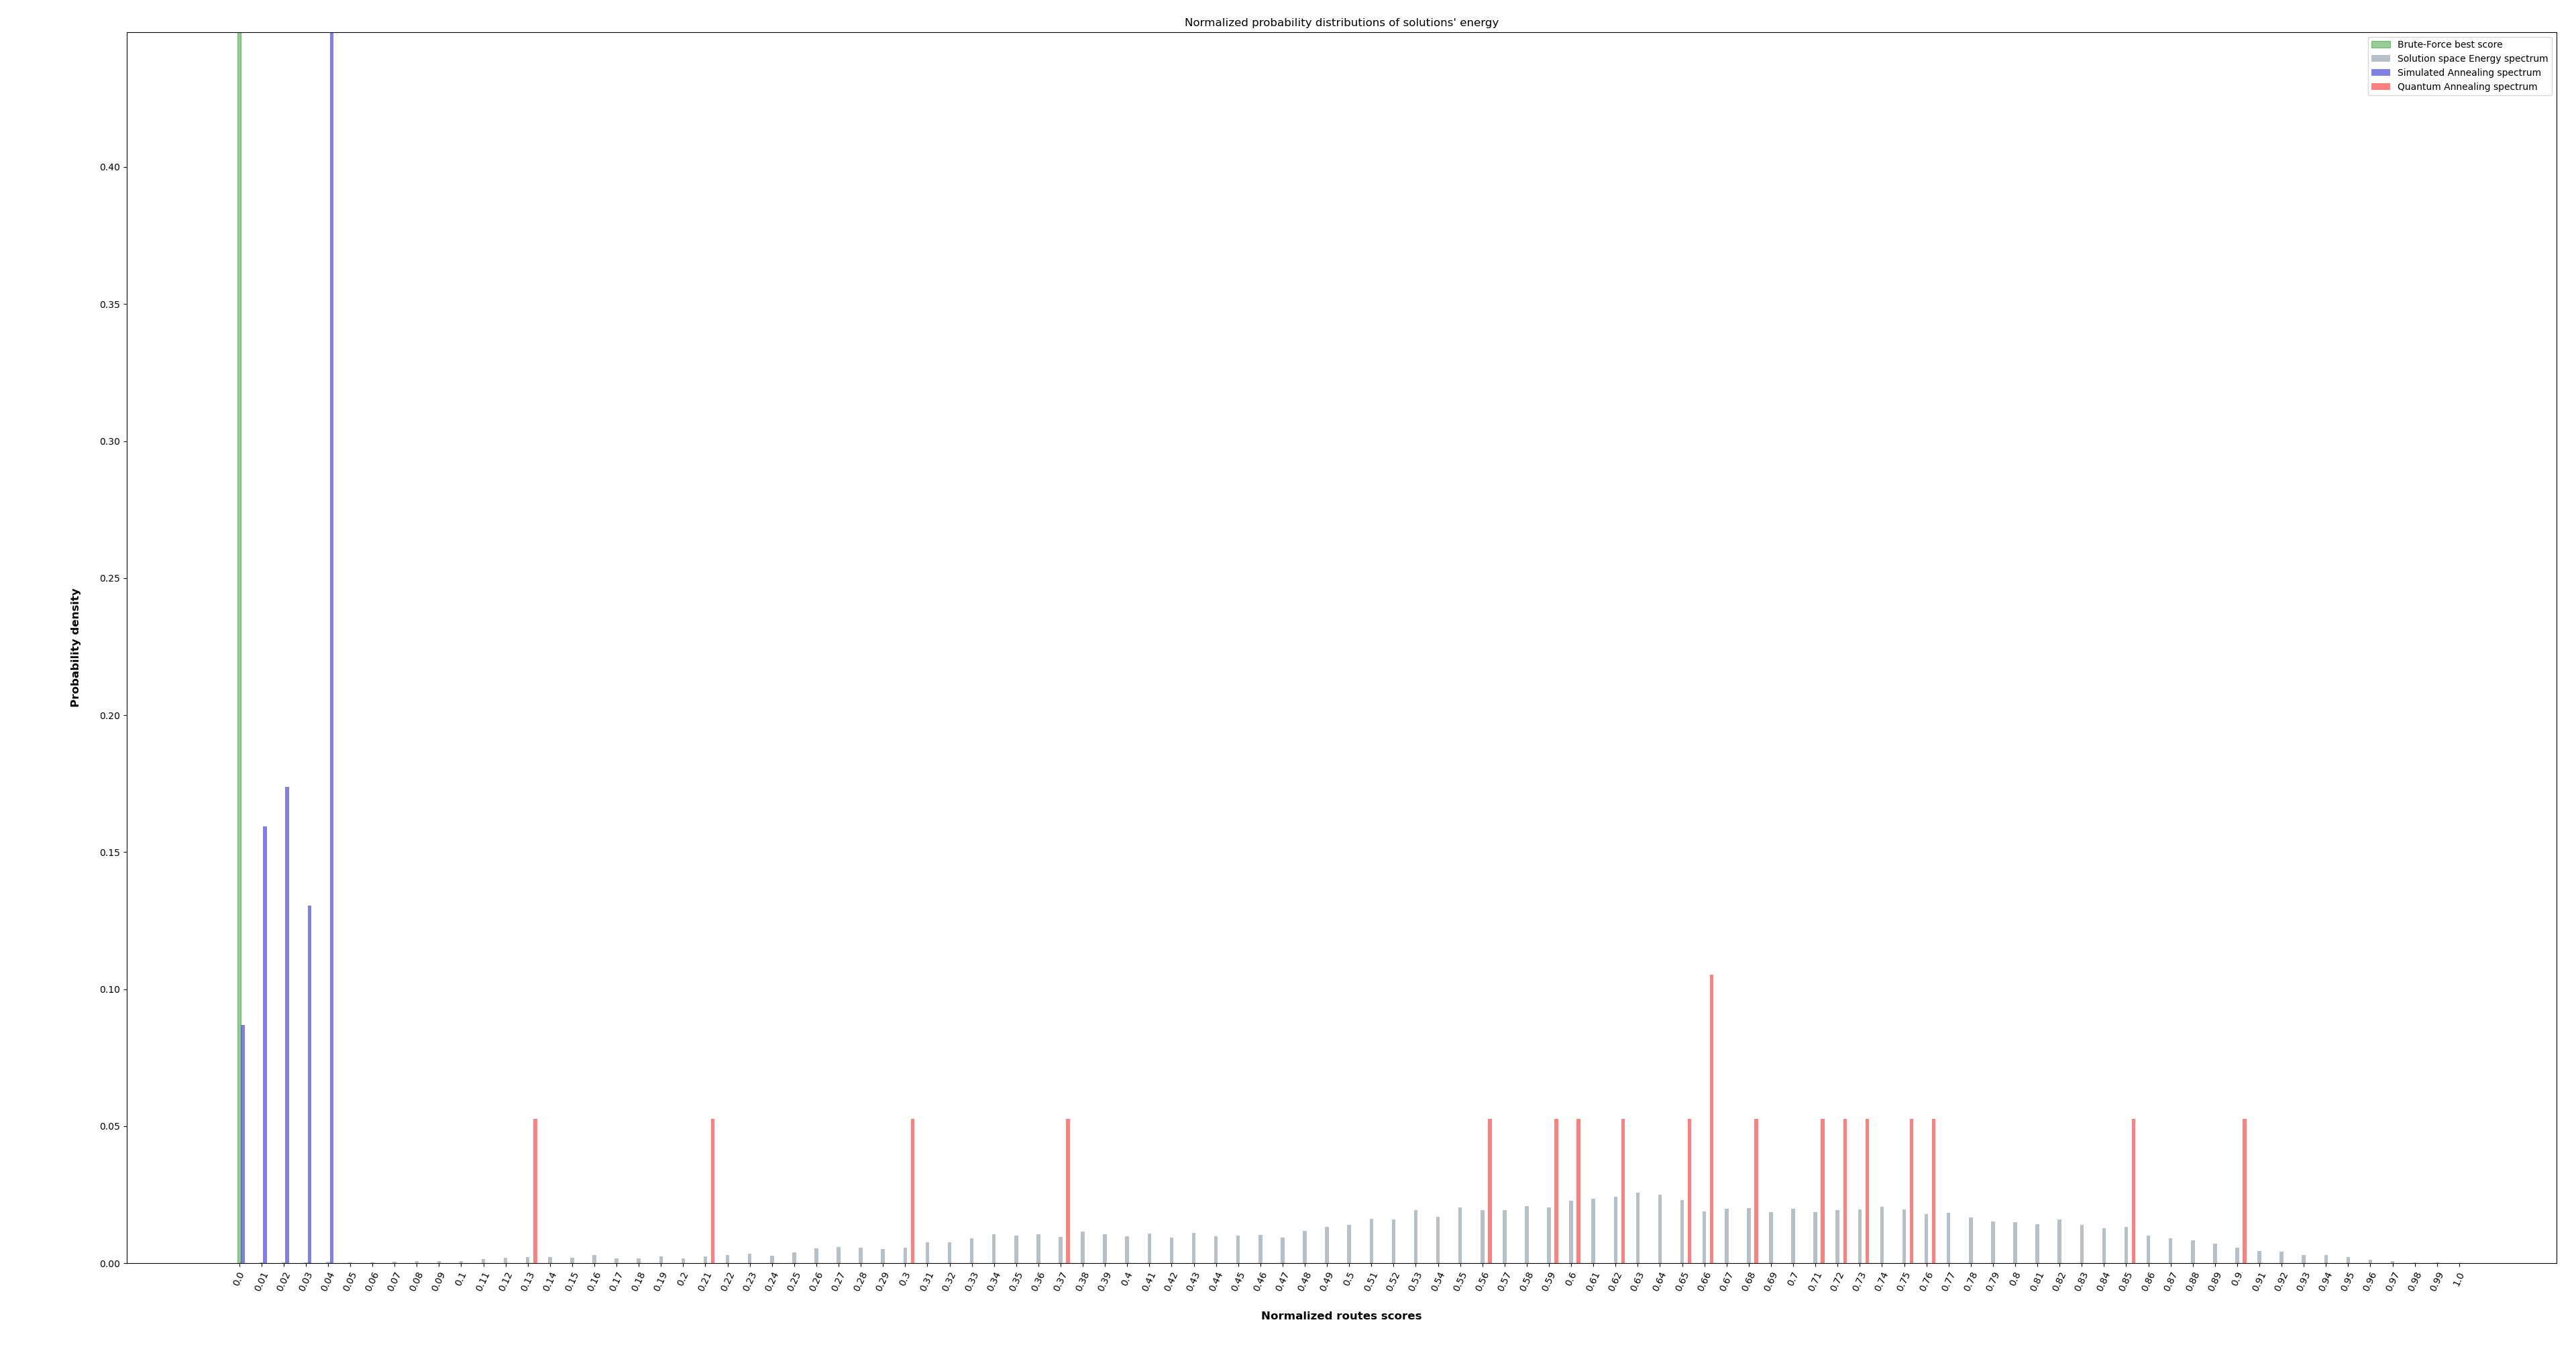 Normalized probability distributions of solutions' energy
Brute-Force best score
Solution space Energy spectrum
Simulated Annealing spectrum
Quantum Annealing spectrum
0.40
0.35
0.30
0.25
0.20
0.15
0.10
0.05
0.00
Probability density
0.0 0.01 0.02 0.03 0.04 0.05 0.06 0.07 0.08 0.09 0.1 0.11 0.12 0.13 0.14 0.15 0.16 0.17 0.18 0.19 0.2 0.21 0.22 0.23 0.24 0.25 0.26 0.27 0.28 0.29 0.3 0.31 0.32 0.33 0.34 0.35 0.36 0.37 0.38 0.39 0.4 0.41 0.42 0.43 0.44 0.45 0.46 0.47 0.48 0.49 0.5 0.51 0.52 0.53 0.54 0.55 0.56 0.57 0.58 0.59 0.6 0.61 0.62 0.63 0.64 0.65 0.66 0.67 0.68 0.69 0.7 0.71 0.72 0.73 0.74 0.75 0.76 0.77 0.78 0.79 0.8 0.81 0.82 0.83 0.84 0.85 0.86 0.87 0.88 0.89 0.9 0.91 0.92 0.93 0.94 0.95 0.96 0.97 0.98 0.99 1.0
Normalized routes scores